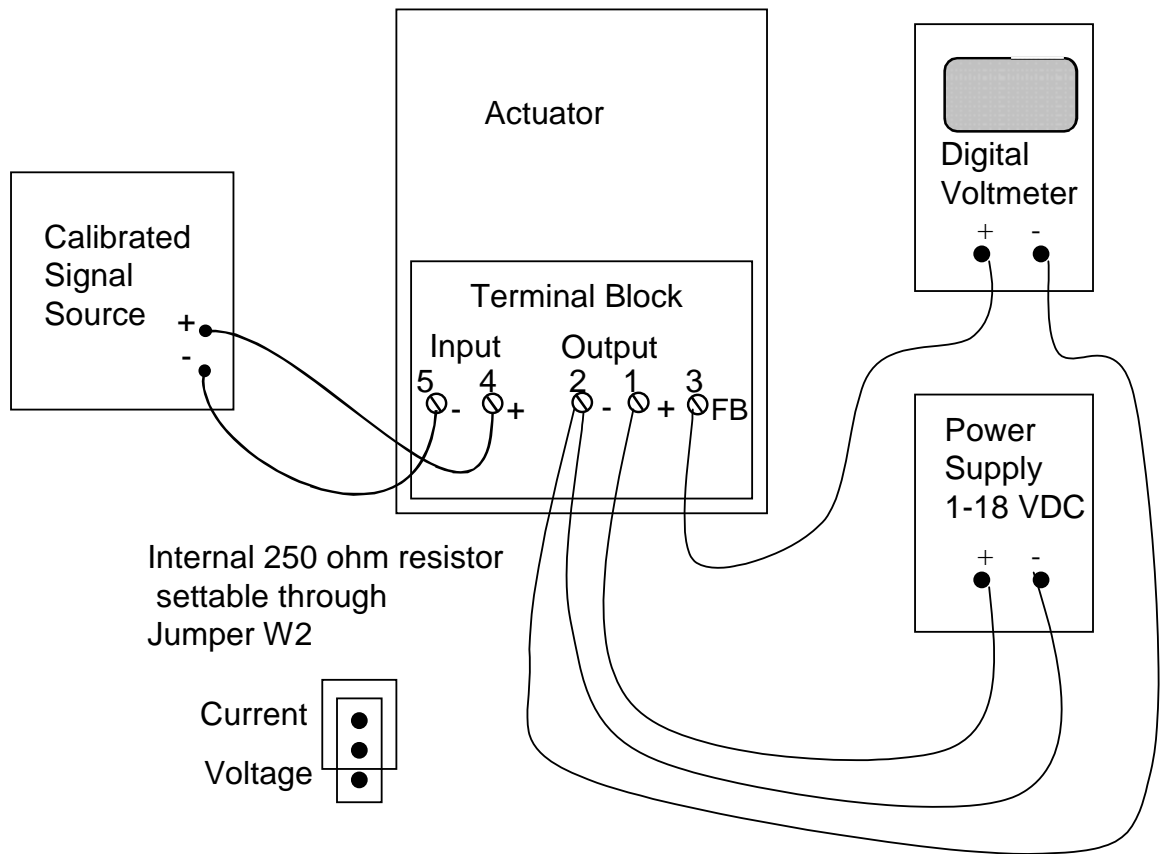 Actuator
Digital
Voltmeter
+ -
Calibrated
Signal
Source
+
-
Terminal Block
Input Output
5 4 2 1 3
- + - + FB
Power
Supply
1-18 VDC
+ -
Internal 250 ohm resistor
settable through
Jumper W2
Current
Voltage